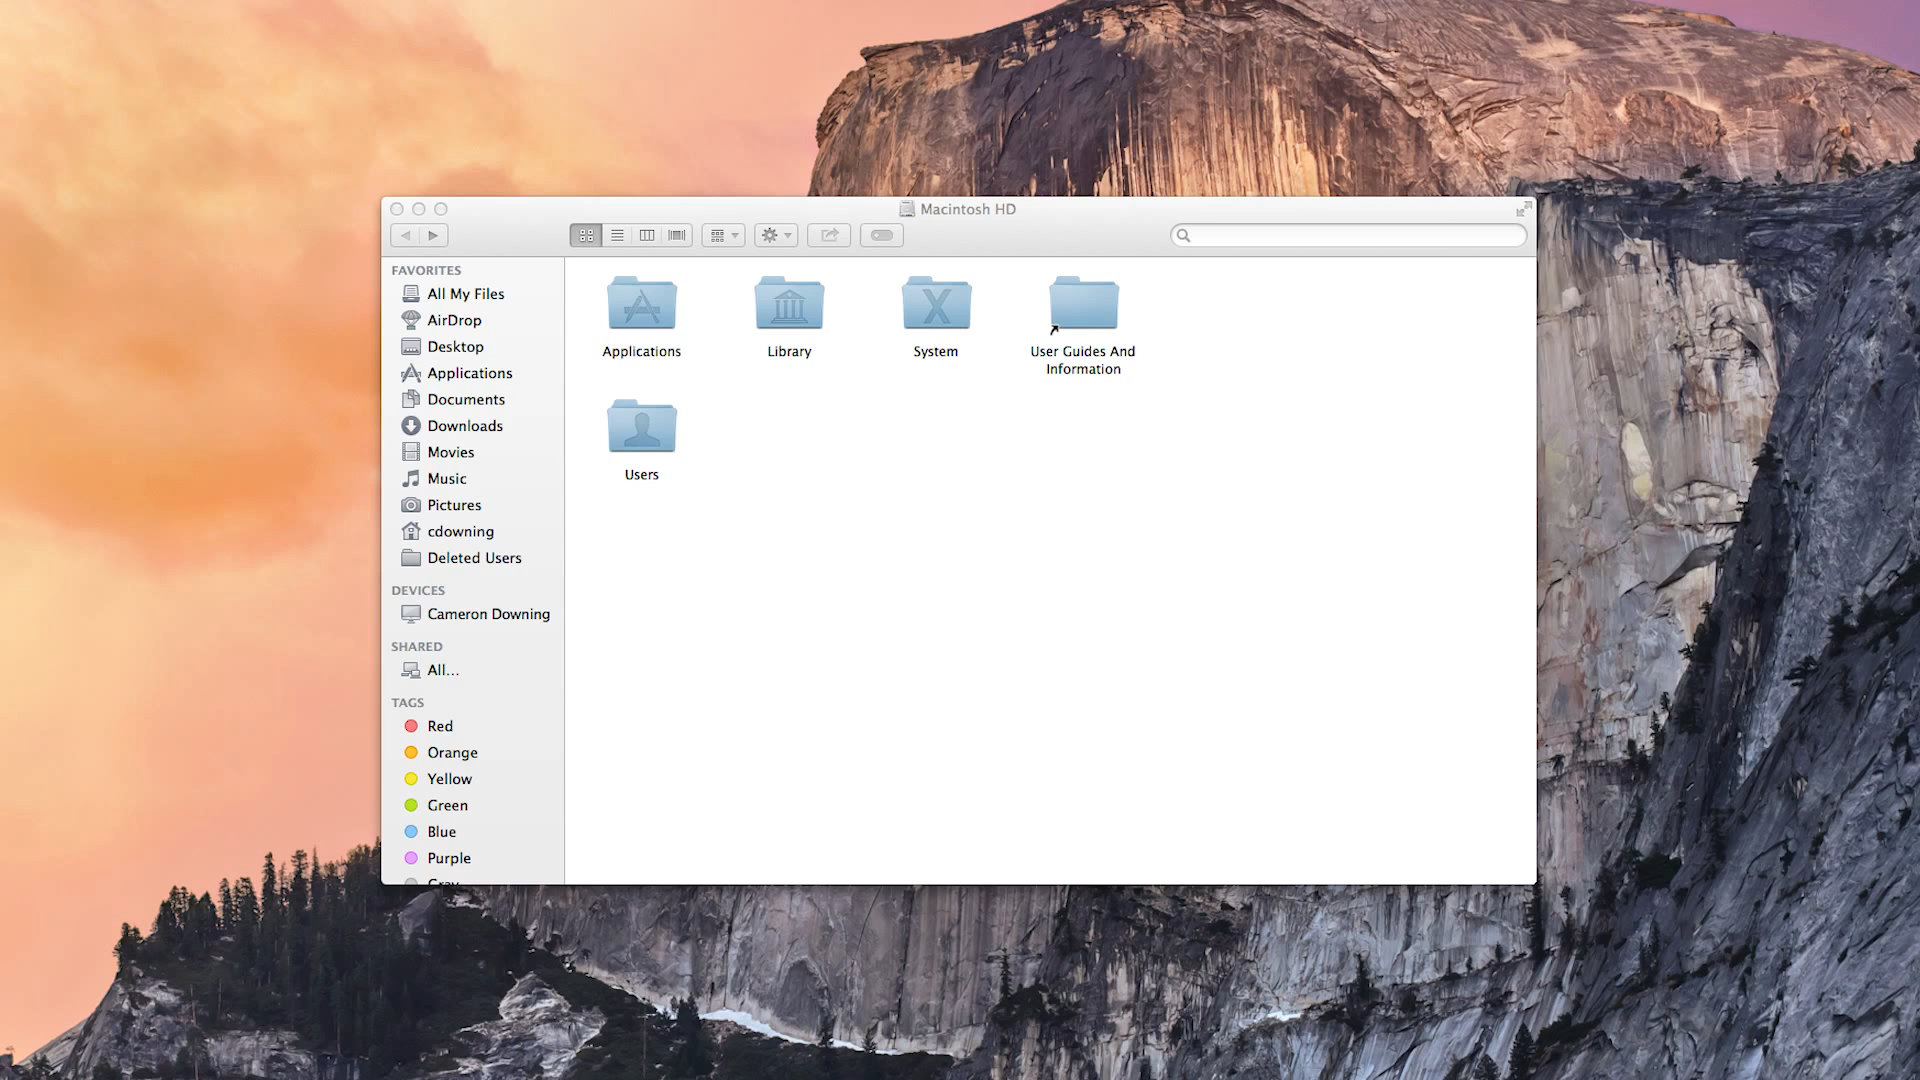 Macintosh HD
FAVORITES
All My Files
AirDrop
Desktop
Applications
Documents
Downloads
Movies
Music
Pictures
cdowning
Deleted Users
DEVICES
Cameron Downing
SHARED
All...
TAGS
Red
Orange
Yellow
Green
Blue
Purple
Gray
Applications
Library
System
User Guides And
Information
Users